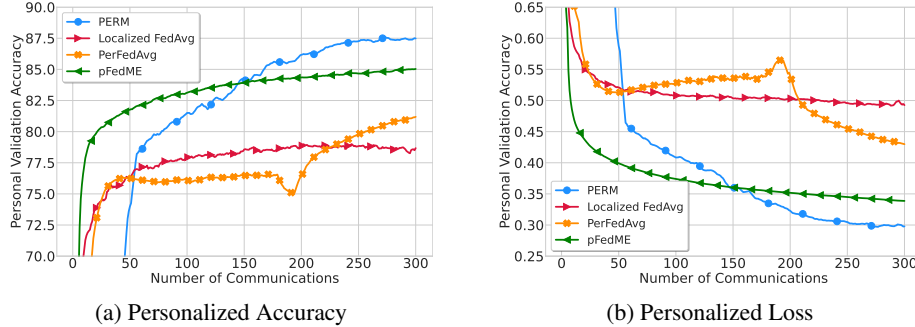 90.0
87.5
85.0
82.5
80.0
77.5
75.0
72.5
70.0
Personal Validation Accuracy
PERM
Localized FedAvg
PerFedAvg
pFedME
0 50 100 150 200 250 300
Number of Communications
(a) Personalized Accuracy
0.65
0.60
0.55
0.50
0.45
0.40
0.35
0.30
0.25
Personal Validation Accuracy
PERM
Localized FedAvg
PerFedAvg
pFedME
0 50 100 150 200 250 300
Number of Communications
(b) Personalized Loss